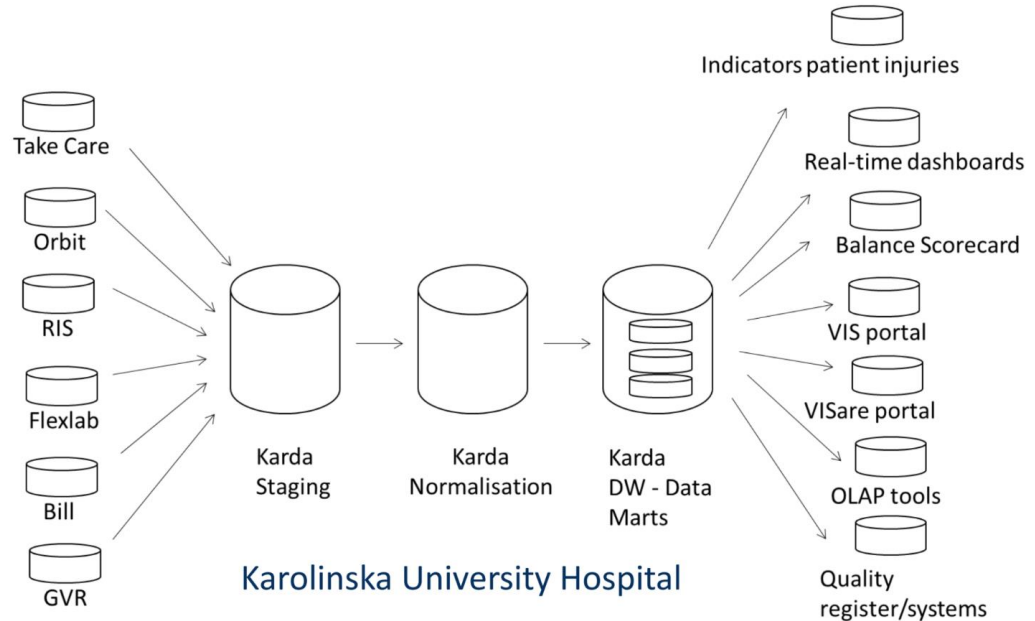 Indicators patient injuries
Take Care
Real-time dashboards
Orbit
Balance Scorecard
RIS
VIS portal
Flexlab
VISare portal
Karda
Staging
Karda
Normalisation
Karda
DW - Data
Marts
Bill
OLAP tools
GVR
Karolinska University Hospital
Quality
register/systems